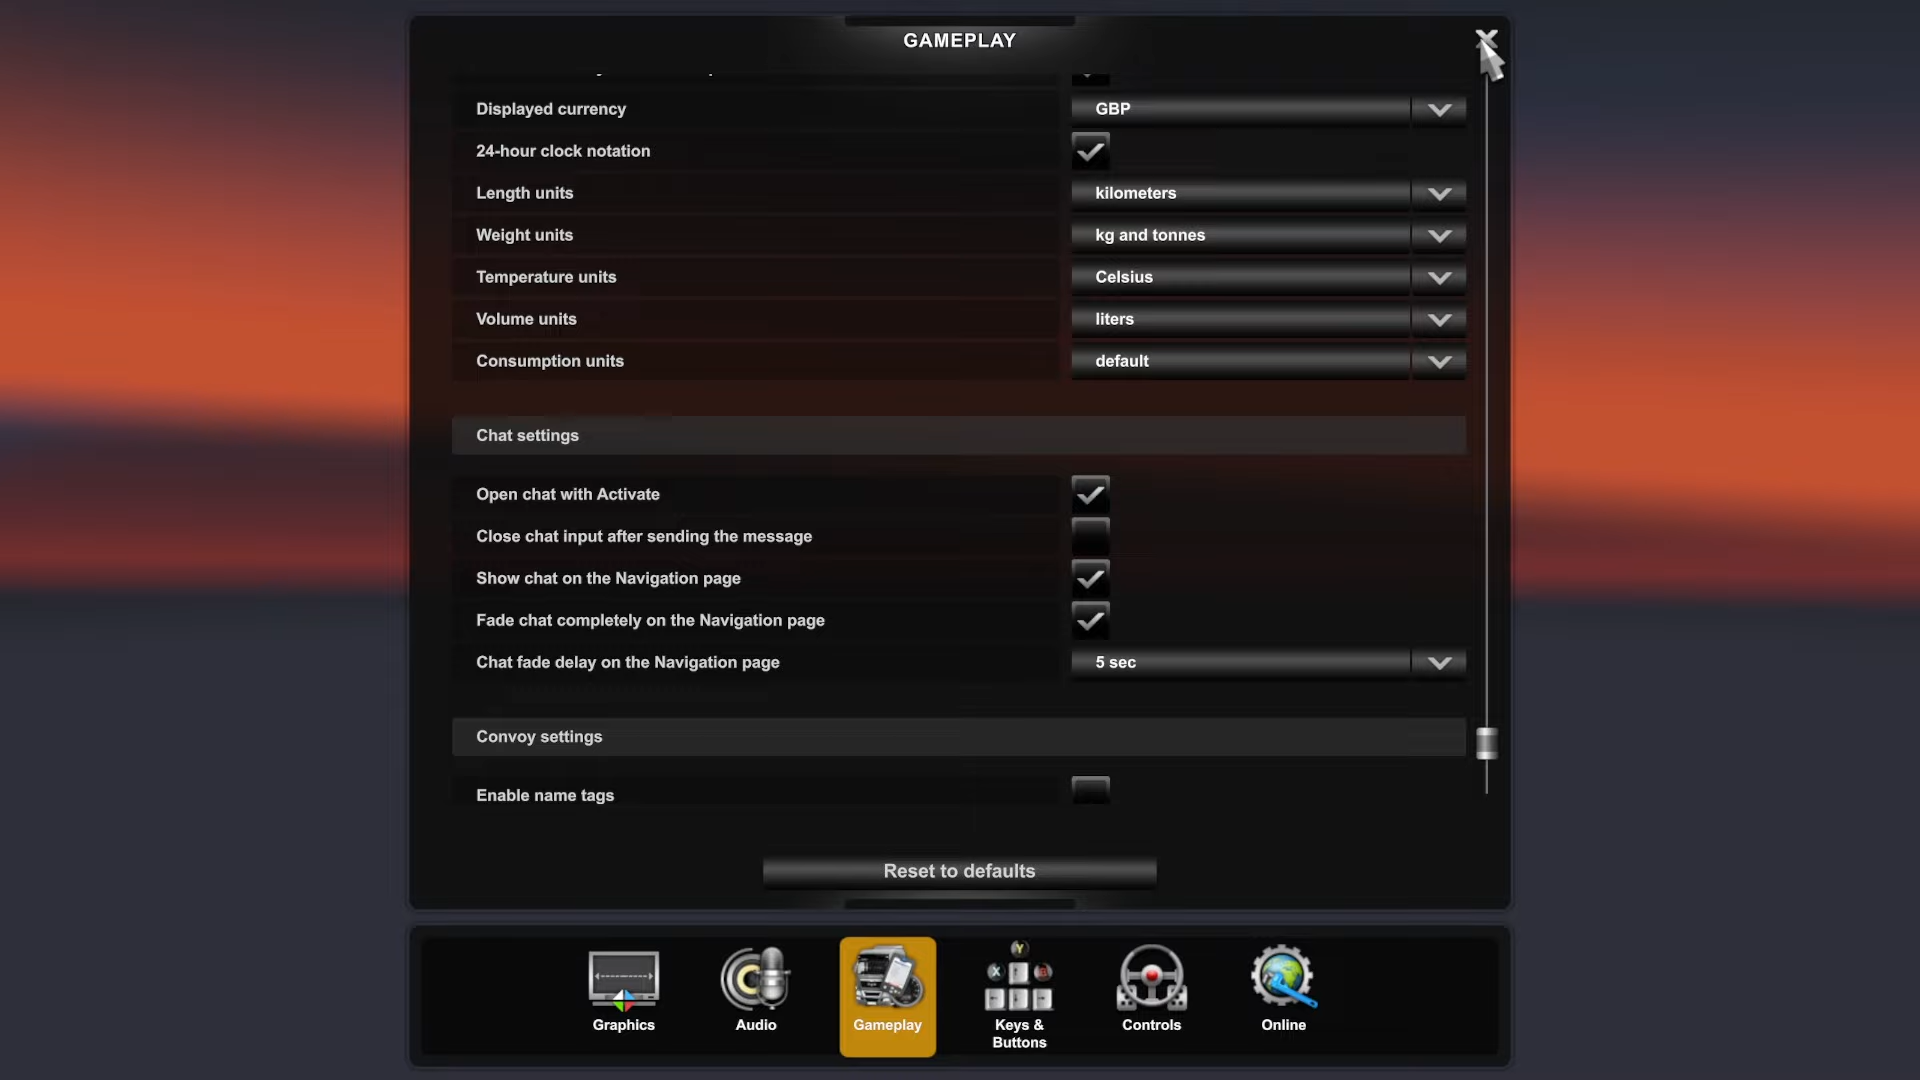 GAMEPLAY
Displayed currency
GBP
24-hour clock notation
Length units
kilometers
Weight units
kg and tonnes
Temperature units
Celsius
Volume units
liters
Consumption units
default
Chat settings
Open chat with Activate
Close chat input after sending the message
Show chat on the Navigation page
Fade chat completely on the Navigation page
Chat fade delay on the Navigation page
5 sec
Convoy settings
Enable name tags
Reset to defaults
Graphics
Audio
Gameplay
Y
X
Keys &
Buttons
Controls
Online